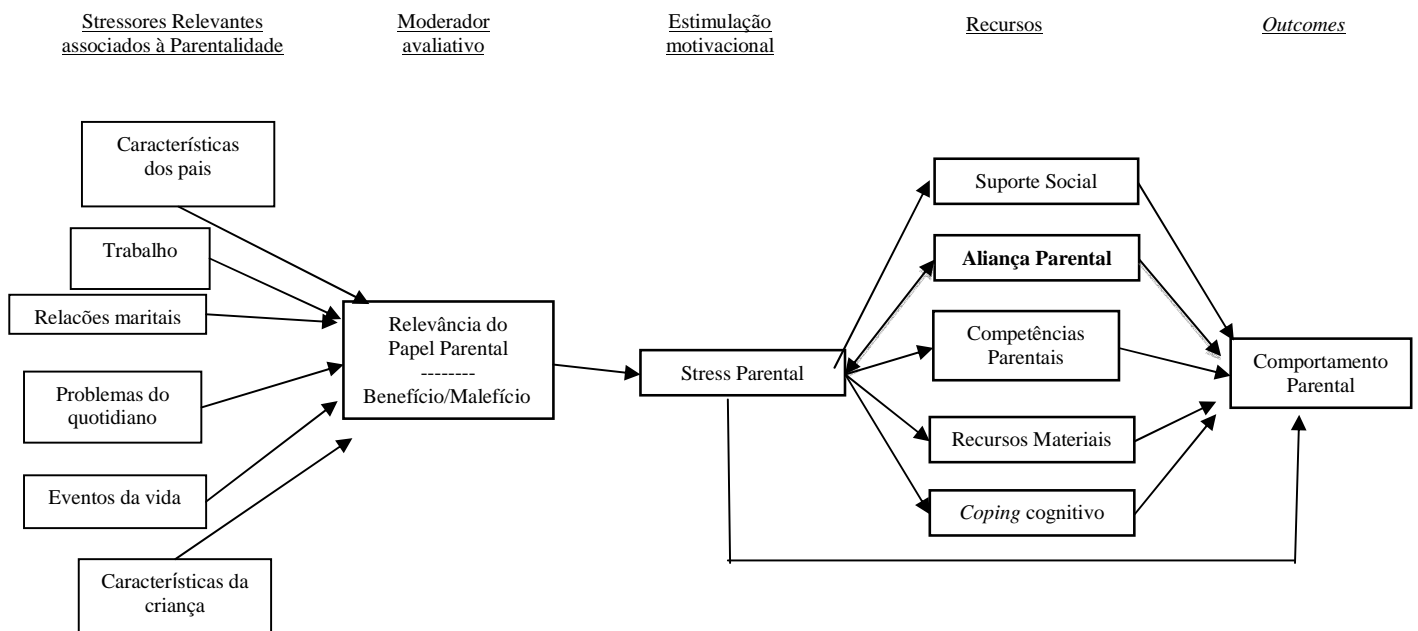 Stressores Relevantes
associados à Parentalidade
Moderador
avaliativo
Estimulação
motivacional
Recursos
Outcomes
Características
dos pais
Trabalho
Relacões maritais
Problemas do
quotidiano
Eventos da vida
Características da
criança
Relevância do
Papel Parental
--------
Benefício/Malefício
Stress Parental
Suporte Social
Aliança Parental
Competências
Parentais
Recursos Materiais
Coping cognitivo
Comportamento
Parental